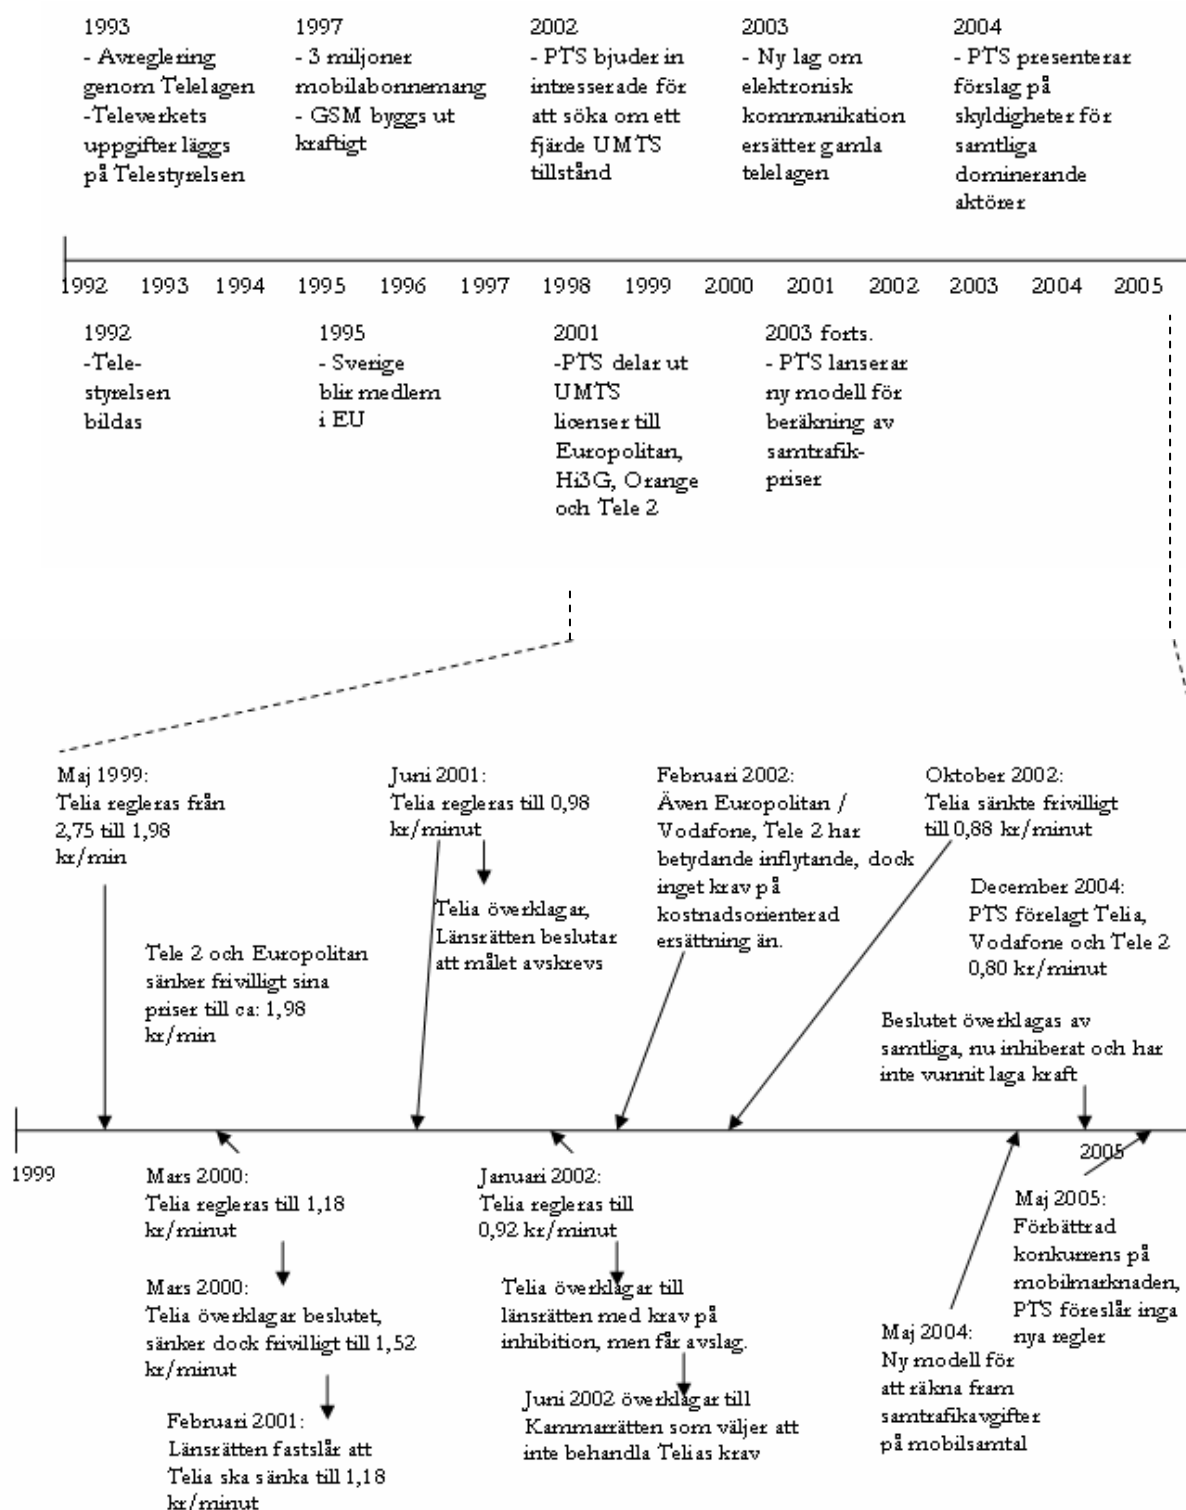 1993
- Avreglering
genom Telelagen
-Televerkets
uppgifter läggs
på Telestyrelsen
1997
- 3 miljoner
mobilabonnemang
- GSM byggs ut
kraftigt
2002
- PTS bjuder in
intresserade för
att söka om ett
fjärde UMTS
tillstånd
2003
- Ny lag om
elektronisk
kommunikation
ersätter gamla
telelagen
2004
- PTS presenterar
förslag på
skyldigheter för
samtliga
dominerande
aktörer
1992 1993 1994 1995 1996 1997 1998 1999 2000 2001 2002 2003 2004 2005
1992
-Tele-
styrelsen
bildas
1995
- Sverige
blir medlem
i EU
2001
-PTS delar ut
UMTS
licenser till
Europolitan,
Hi3G, Orange
och Tele 2
2003 forts.
- PTS lanserar
ny modell för
beräkning av
samtrafik-
priser
Maj 1999:
Telia regleras från
2,75 till 1,98
kr/min
Tele 2 och Europolitan
sänker frivilligt sina
priser till ca: 1,98
kr/min
Juni 2001:
Telia regleras till 0,98
kr/minut
Telia överklagar,
Länsrätten beslutar
att målet avskrevs
Februari 2002:
Även Europolitan /
Vodafone, Tele 2 har
betydande inflytande, dock
inget krav på
kostnadsorienterad
ersättning än.
Oktober 2002:
Telia sänkte frivilligt
till 0,88 kr/minut
December 2004:
PTS förelagt Telia,
Vodafone och Tele 2
0,80 kr/minut
Beslutet överklagas av
samtliga, nu inhiberat och har
inte vunnit laga kraft
1999
2005
Mars 2000:
Telia regleras till 1,18
kr/minut
Mars 2000:
Telia överklagar beslutet,
sänker dock frivilligt till 1,52
kr/minut
Februari 2001:
Länsrätten fastslår att
Telia ska sänka till 1,18
kr/minut
Januari 2002:
Telia regleras till
0,92 kr/minut
Telia överklagar till
länsrätten med krav på
inhibition, men får avslag.
Juni 2002 överklagar till
Kammarrätten som väljer att
inte behandla Telias krav
Maj 2004:
Ny modell för
att räkna fram
samtrafikavgifter
på mobilsamtal
Maj 2005:
Förbättrad
konkurrens på
mobilmarknaden,
PTS föreslår inga
nya regler